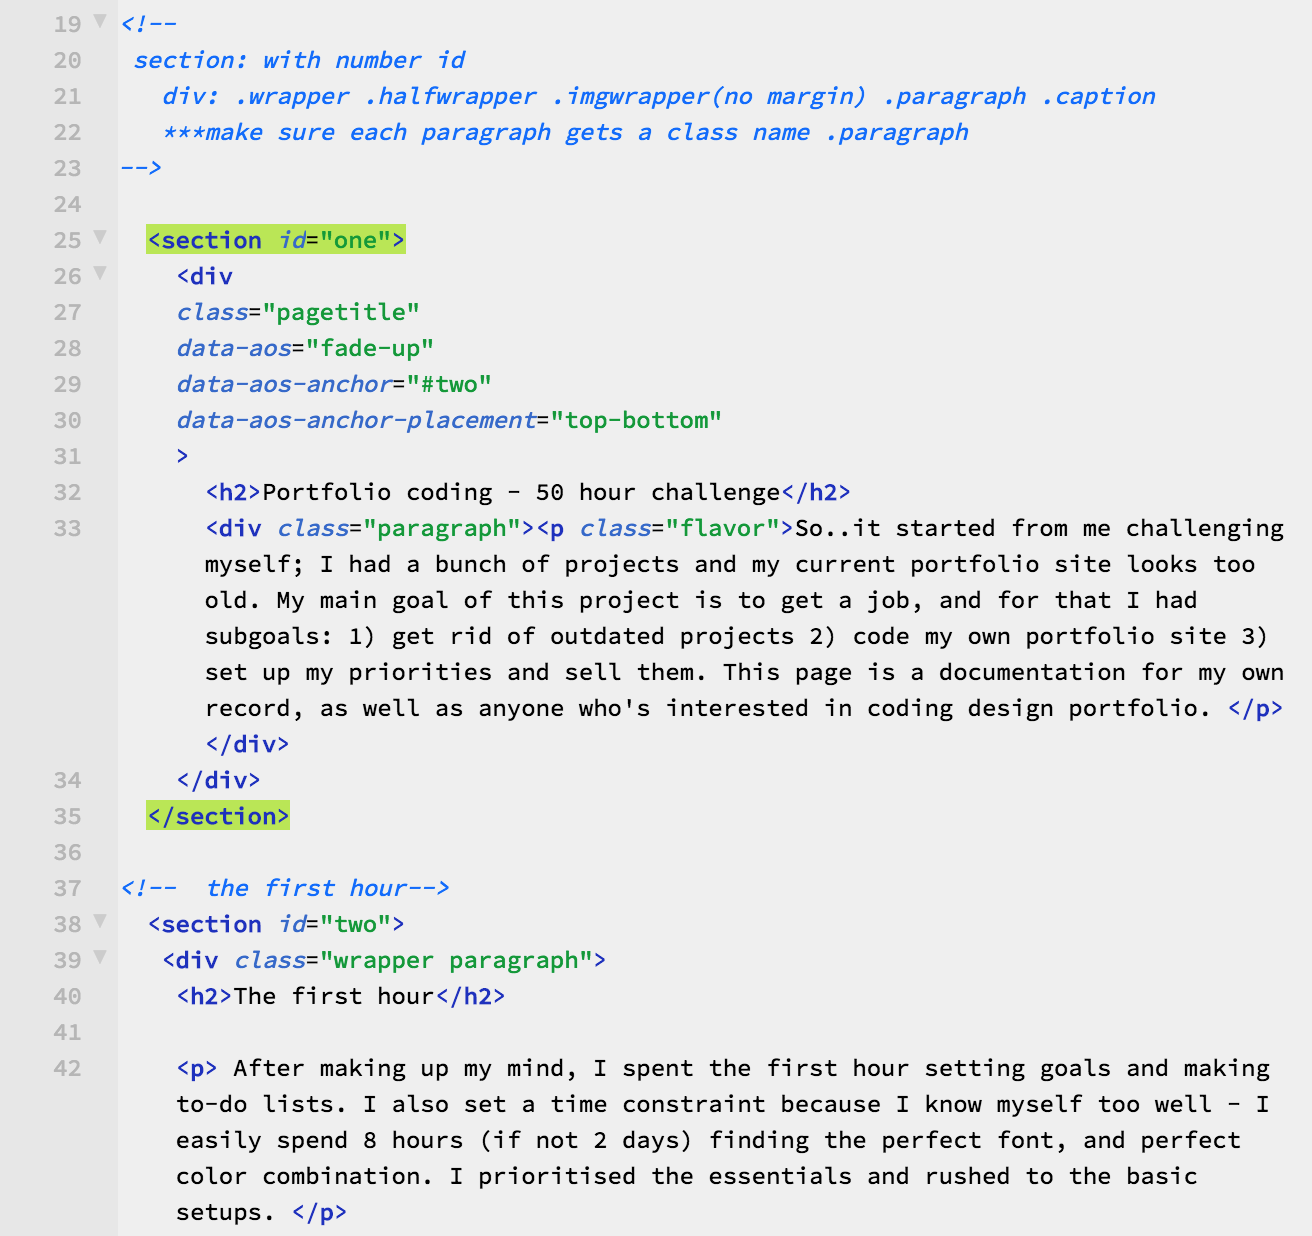 19 <!--
20 section: with number id
21 div: .wrapper .halfwrapper .imgwrapper(no margin) .paragraph .caption
22 ***make sure each paragraph gets a class name .paragraph
23 -->
24
25 <section id="one">
26 <div
27 class="pagetitle"
28 data-aos="fade-up"
29 data-aos-anchor="#two"
30 data-aos-anchor-placement="top-bottom"
31 >
32 <h2>Portfolio coding - 50 hour challenge</h2>
33 <div class="paragraph"><p class="flavor">So..it started from me challenging
myself; I had a bunch of projects and my current portfolio site looks too
old. My main goal of this project is to get a job, and for that I had
subgoals: 1) get rid of outdated projects 2) code my own portfolio site 3)
set up my priorities and sell them. This page is a documentation for my own
record, as well as anyone who's interested in coding design portfolio. </p>
</div>
34 </div>
35 </section>
36
37 <!--  the first hour-->
38 <section id="two">
39 <div class="wrapper paragraph">
40 <h2>The first hour</h2>
41
42 <p> After making up my mind, I spent the first hour setting goals and making
to-do lists. I also set a time constraint because I know myself too well - I
easily spend 8 hours (if not 2 days) finding the perfect font, and perfect
color combination. I prioritised the essentials and rushed to the basic
setups. </p>